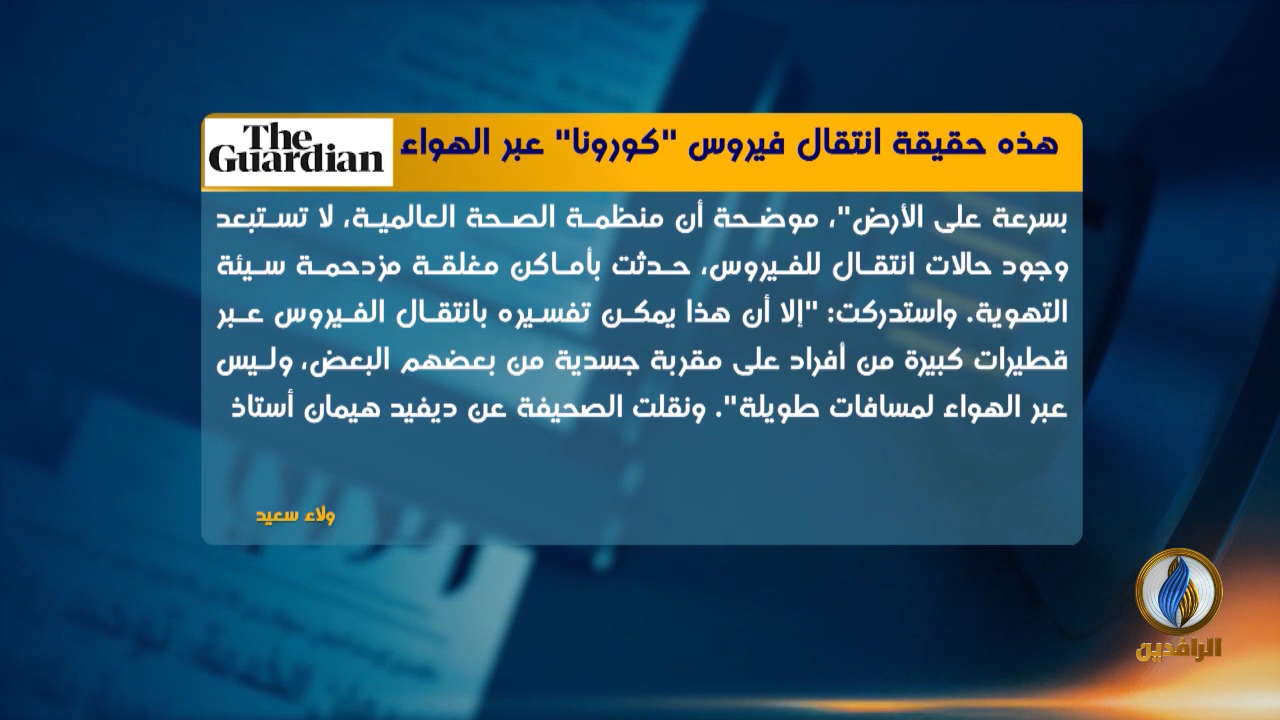 هذه حقيقة انتقال فيروس "كورونا" عبر الهواء
The
Guardian
بسرعة على الأرض"، موضحة أن منظمة الصحة العالمية، لا تستبعد
وجود حالات انتقال للفيروس، حدثت بأماكن مغلقة مزدحمة سيئة
التهوية. واستدركت: "إلا أن هذا يمكن تفسيره بانتقال الفيروس عبر
قطيرات كبيرة من أفراد على مقربة جسدية من بعضهم البعض، وليس
عبر الهواء لمسافات طويلة". ونقلت الصحيفة عن ديفيد هيمان أستاذ
ولاء سعيد
الرافدين